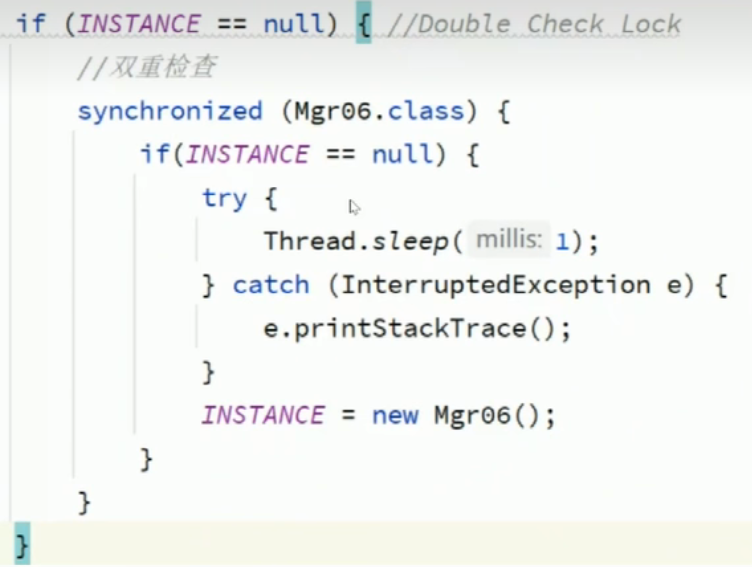 if (INSTANCE == null) { //Double Check Lock
//双重检查
synchronized (Mgr06.class) {
if(INSTANCE == null) {
try {
Thread.sleep( millis: 1);
} catch (InterruptedException e) {
e.printStackTrace();
}
INSTANCE = new Mgr06();
}
}
}